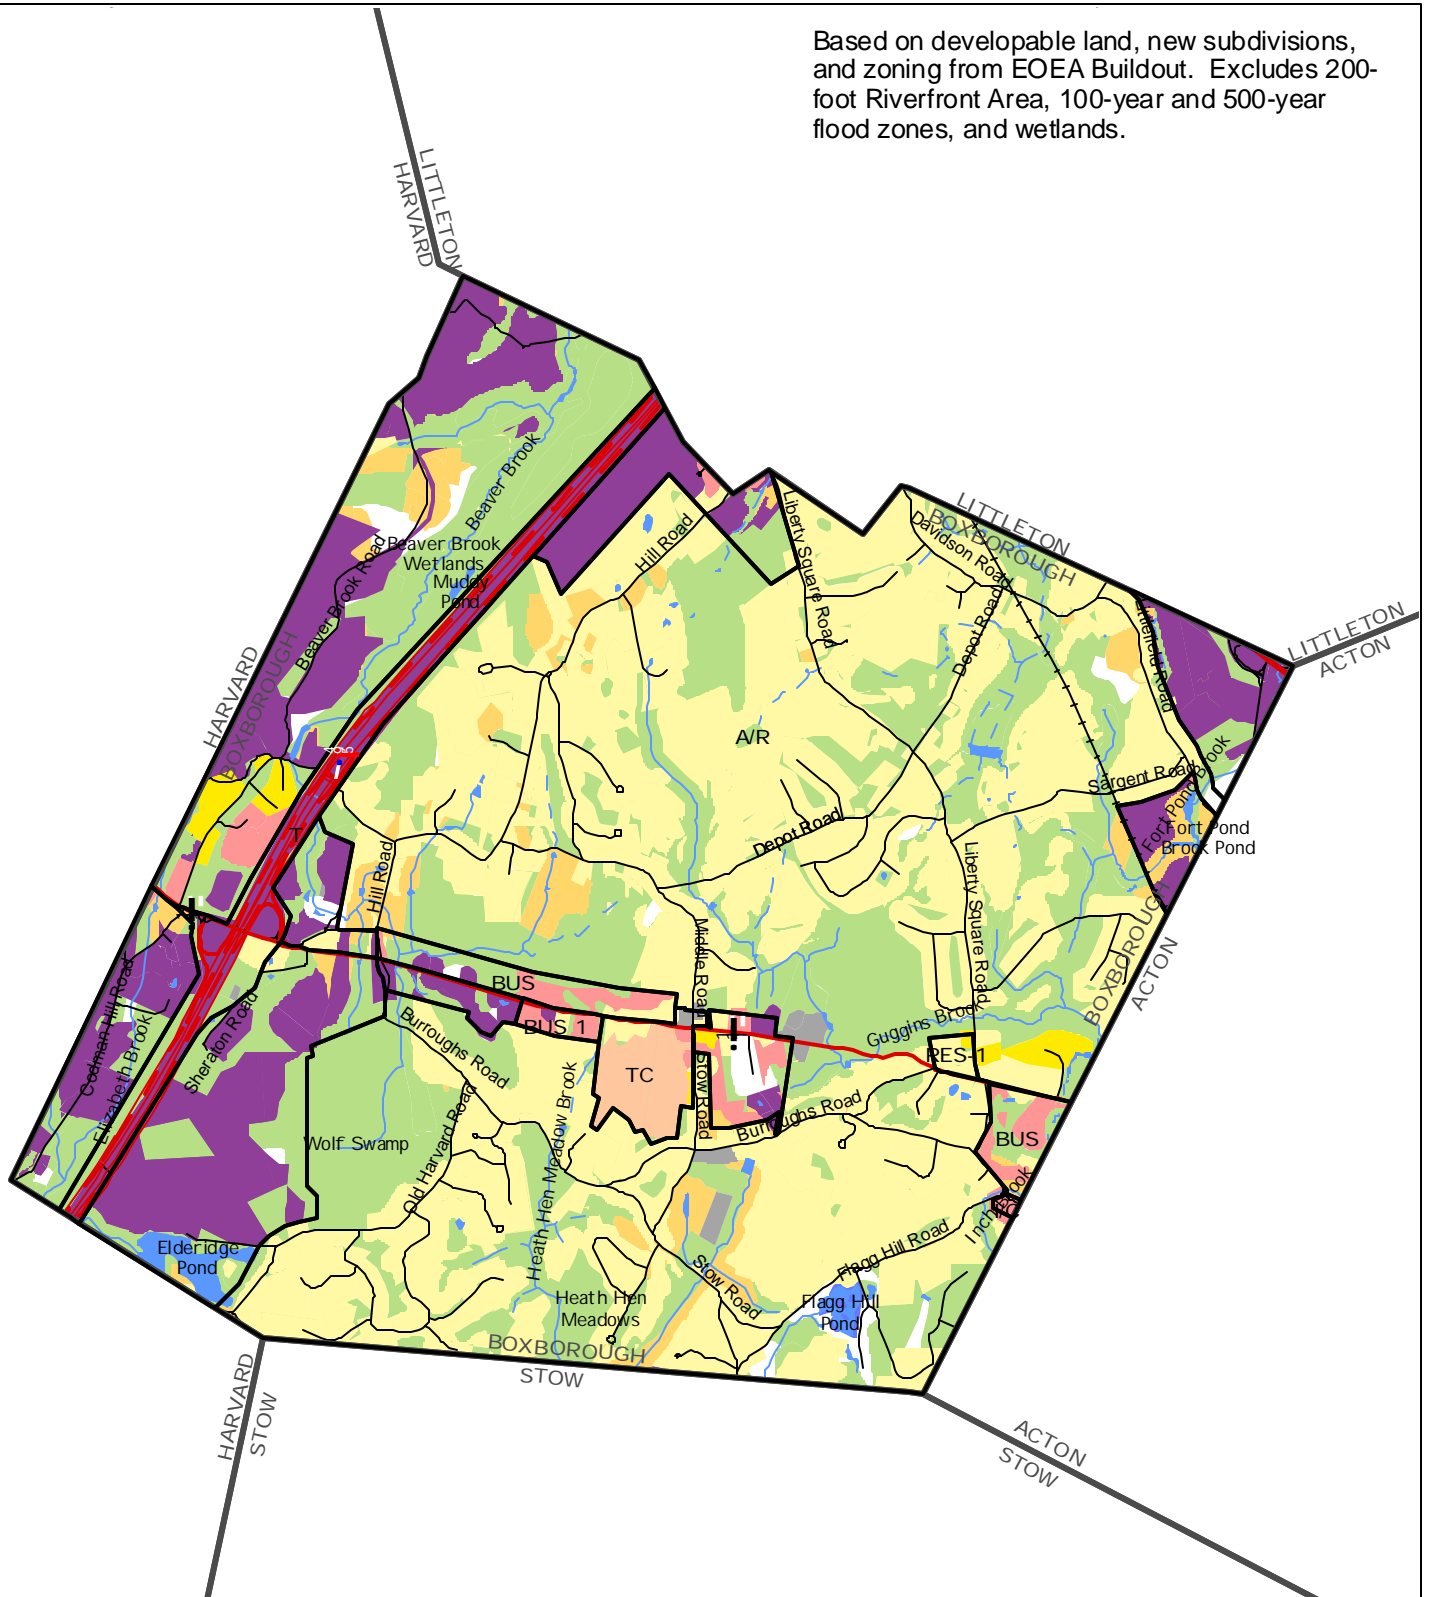 Based on developable land, new subdivisions,
and zoning from EOEA Buildout. Excludes 200-
foot Riverfront Area, 100-year and 500-year
flood zones, and wetlands.
LITTLETON
HARVARD
Beaver Brook
Liberty Square Road
LITTLETON
BOXBOROUGH
Davidson Road
Hill Road
Beaver Brook
Wetlands
Muddy
Pond
Beaver Brook Road
Littlefield Road
Depot Road
LITTLETON
ACTON
HARVARD
BOXBOROUGH
A/R
495
Sargent Road
Fort Pond Brook
Fort Pond
Brook Pond
T
Depot Road
Hill Road
Liberty Square Road
Middle Road
BOXBOROUGH
ACTON
Codman Hill Road
BUS
BUS 1
Elizabeth Brook
Sheraton Road
Burroughs Road
Guggins Brook
RES-1
TC
Stow Road
Heath Hen Meadow Brook
Old Harvard Road
Burroughs Road
BUS
Wolf Swamp
Elderidge
Pond
Flagg Hill Road
Stow Road
Heath Hen
Meadows
Flagg Hill
Pond
BOXBOROUGH
STOW
HARVARD
STOW
ACTON
STOW